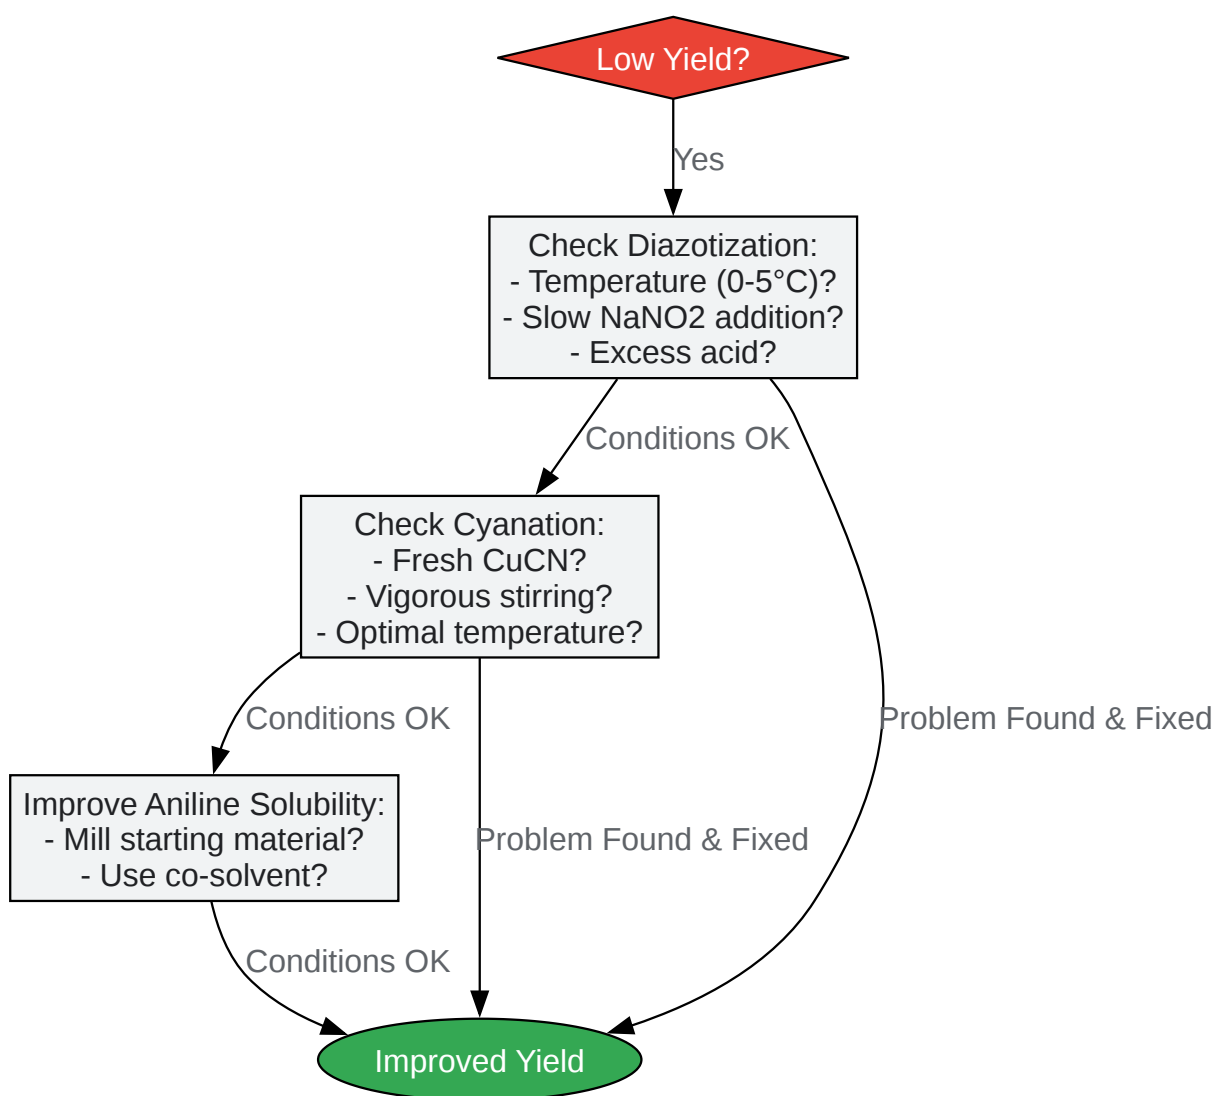 Low Yield?
Yes
Check Diazotization:
- Temperature (0-5°C)?
- Slow NaNO2 addition?
- Excess acid?
Conditions OK
Check Cyanation:
- Fresh CuCN?
- Vigorous stirring?
- Optimal temperature?
Conditions OK
Problem Found & Fixed
Improve Aniline Solubility:
- Mill starting material?
- Use co-solvent?
Problem Found & Fixed
Conditions OK
Improved Yield